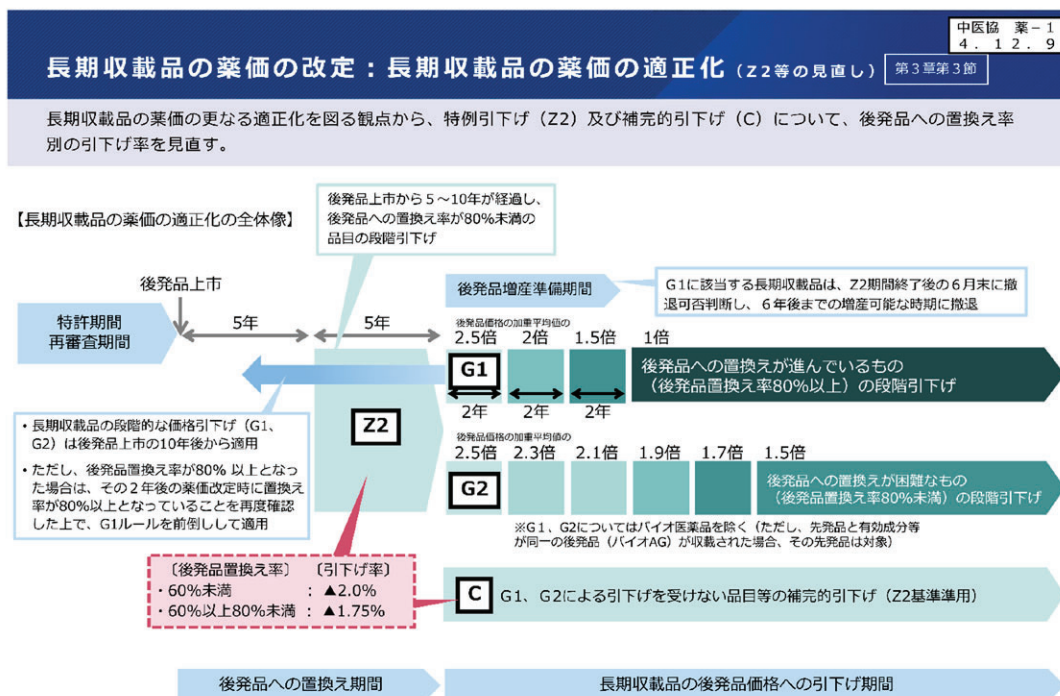 中医協 薬－１
４．１２．９
長期収載品の薬価の改定：長期収載品の薬価の適正化（Z2等の見直し）
第３章第３節
長期収載品の薬価の更なる適正化を図る観点から、特例引下げ（Z2）及び補完的引下げ（C）について、後発品への置換え率
別の引下げ率を見直す。
【長期収載品の薬価の適正化の全体像】
後発品上市から５～10年が経過し、
後発品への置換え率が80%未満の
品目の段階引下げ
後発品上市
特許期間
再審査期間
5年
5年
後発品増産準備期間
G１に該当する長期収載品は、Z2期間終了後の６月末に撤
退可否判断し、６年後までの増産可能な時期に撤退
後発品価格の加重平均値の
2.5倍
2倍
1.5倍
1倍
G1
後発品への置換えが進んでいるもの
（後発品置換え率80%以上）の段階引下げ
2年
2年
2年
Z2
・長期収載品の段階的な価格引下げ（G1、
G2）は後発品上市の10年後から適用
・ただし、後発品置換え率が80% 以上となっ
た場合は、その２年後の薬価改定時に置換え
率が80%以上となっていることを再度確認
した上で、G1ルールを前倒しして適用
後発品価格の加重平均値の
2.5倍
2.3倍
2.1倍
1.9倍
1.7倍
1.5倍
G2
後発品への置換えが困難なもの
（後発品置換え率80%未満）の段階引下げ
※G１、G2についてはバイオ医薬品を除く（ただし、先発品と有効成分等
が同一の後発品（バイオAG）が収載された場合、その先発品は対象）
〔後発品置換え率〕 〔引下げ率〕
・60%未満 ：▲2.0%
・60%以上80%未満 ：▲1.75%
C
G１、G２による引下げを受けない品目等の補完的引下げ（Z2基準準用）
後発品への置換え期間
長期収載品の後発品価格への引下げ期間